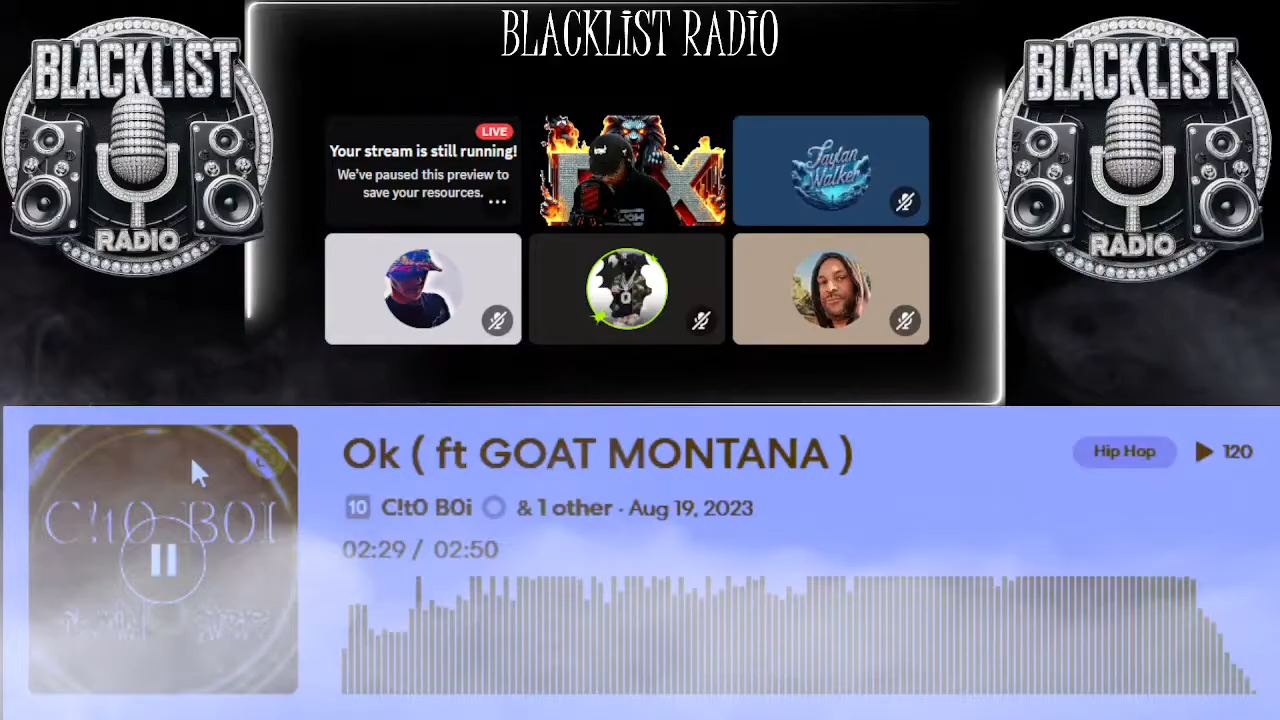 BLACKLIST RADIO
BLACKLIST
RADIO
BLACKLIST
RADIO
LIVE
Your stream is still running!
We've paused this preview to
save your resources.
Jaylan
Walker
Ok ( ft GOAT MONTANA )
Hip Hop
120
10 C!t0 B0i & 1 other · Aug 19, 2023
02:29 / 02:50
C!t0 B0I